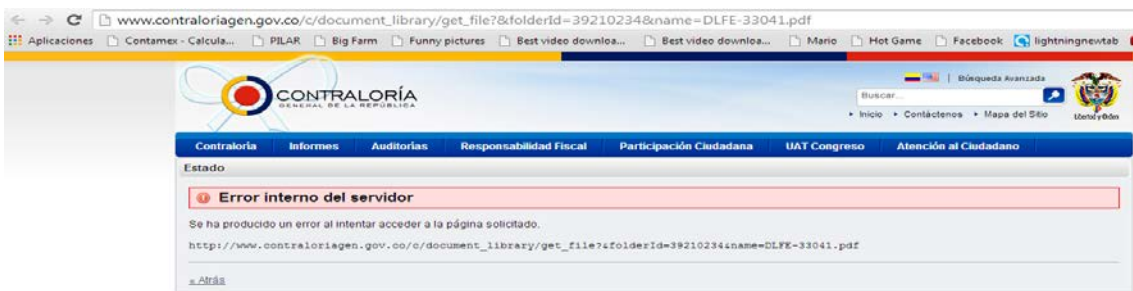 www.contraloriagen.gov.co/c/document_library/get_file?&folderId=39210234&name=DLFE-33041.pdf
Aplicaciones Contamex - Calcula... PILAR Big Farm Funny pictures Best video downloa... Best video downloa... Mario Hot Game Facebook lightningnewtab
CONTRALORÍA
GENERAL DE LA REPÚBLICA
| Búsqueda Avanzada
Buscar...
Inicio Contáctenos Mapa del Sitio
Libertad y Orden
Contraloría Informes Auditorías Responsabilidad Fiscal Participación Ciudadana UAT Congreso Atención al Ciudadano
Estado
Error interno del servidor
Se ha producido un error al intentar acceder a la página solicitado.
http://www.contraloriagen.gov.co/c/document_library/get_file?&folderId=39210234&name=DLFE-33041.pdf
« Atrás